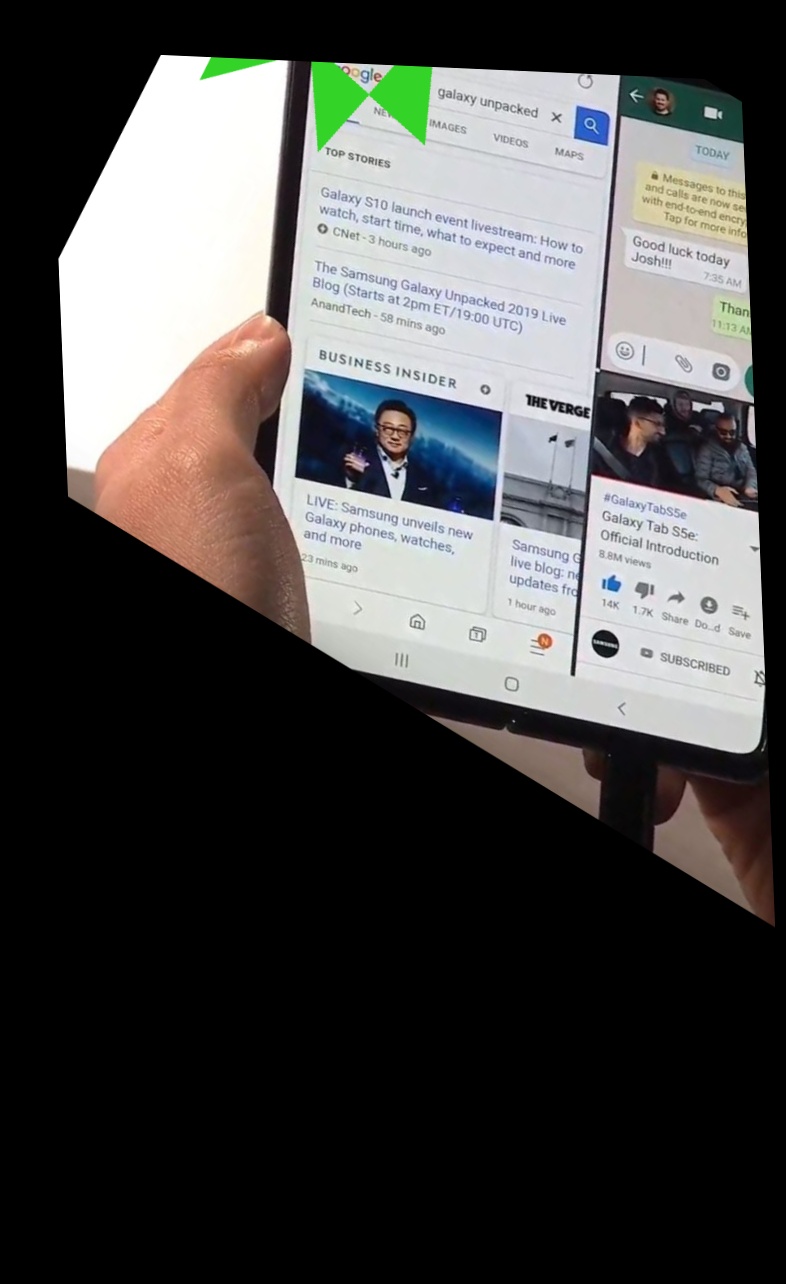 oogle
galaxy unpacked
IMAGES
VIDEOS
MAPS
TOP STORIES
Galaxy S10 launch event livestream: How to
watch, start time, what to expect and more
CNet - 3 hours ago
The Samsung Galaxy Unpacked 2019 Live
Blog (Starts at 2pm ET/19:00 UTC)
AnandTech - 58 mins ago
BUSINESS INSIDER
LIVE: Samsung unveils new
Galaxy phones, watches,
and more
23 mins ago
THE VERGE
Samsung G
live blog: ne
updates fro
1 hour ago
1
N
TODAY
Messages to this
and calls are now se
with end-to-end encry
Tap for more info
Good luck today
Josh!!!
7:35 AM
Than
11:13 AM
#GalaxyTabS5e
Galaxy Tab S5e:
Official Introduction
8.8M views
14K
1.7K
Share
Do...d
Save
SAMSUNG
SUBSCRIBED